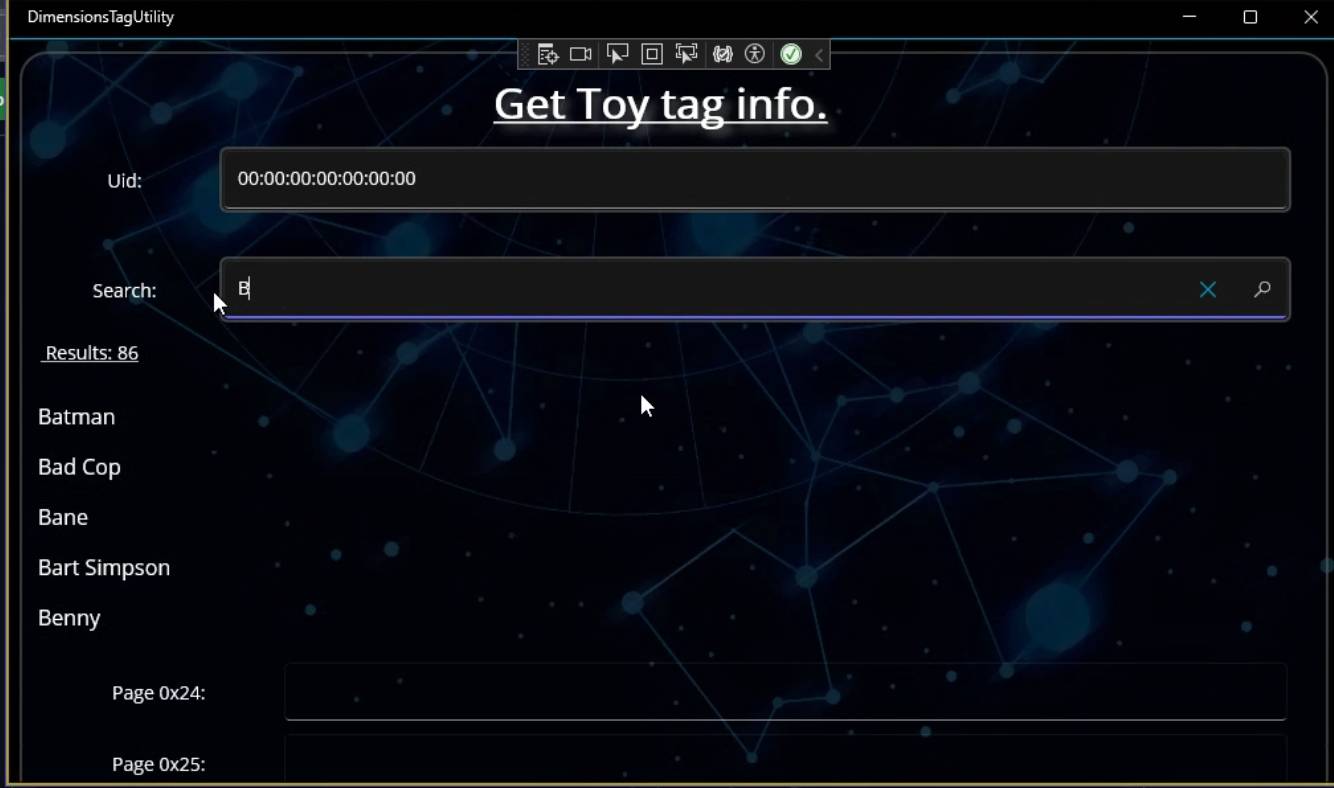 DimensionsTagUtility
Get Toy tag info.
Uid: 00:00:00:00:00:00:00
Search: B
Results: 86
Batman
Bad Cop
Bane
Bart Simpson
Benny
Page 0x24:
Page 0x25: